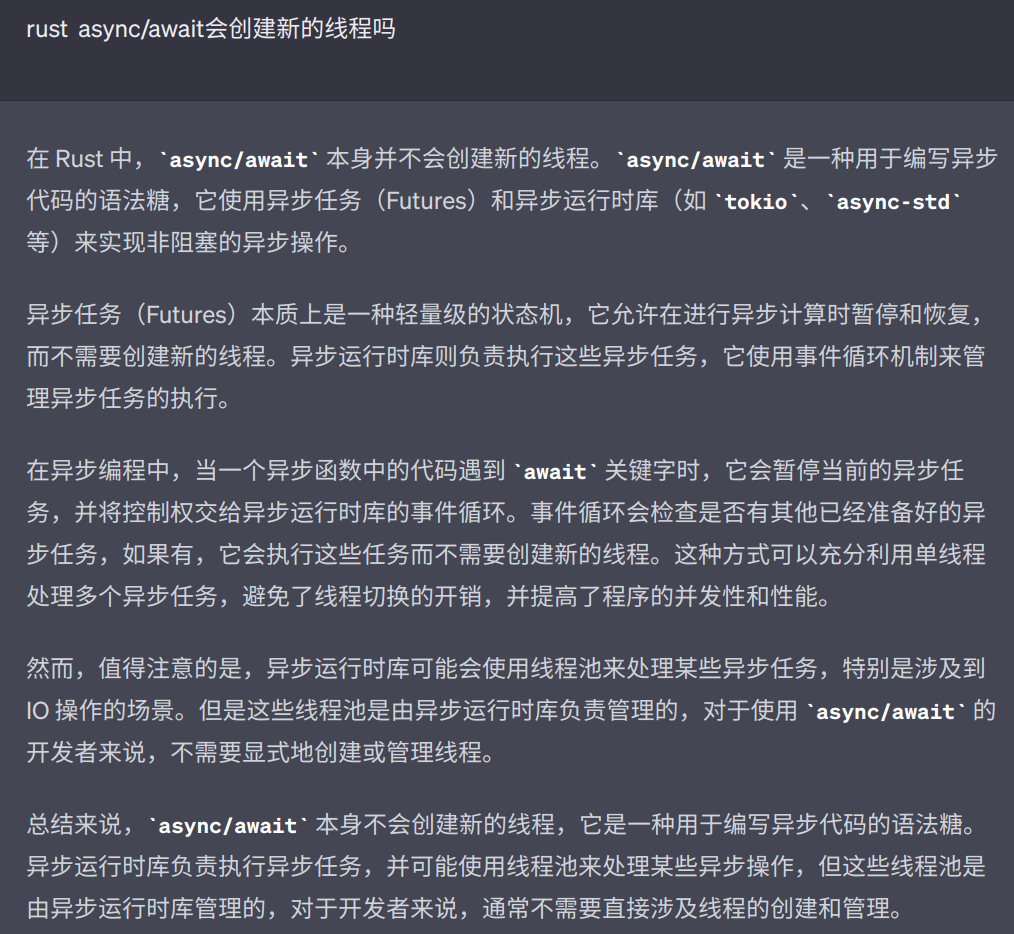 rust async/await会创建新的线程吗
在 Rust 中，`async/await` 本身并不会创建新的线程。`async/await` 是一种用于编写异步
代码的语法糖，它使用异步任务（Futures）和异步运行时库（如 `tokio`、`async-std`
等）来实现非阻塞的异步操作。
异步任务（Futures）本质上是一种轻量级的状态机，它允许在进行异步计算时暂停和恢复，
而不需要创建新的线程。异步运行时库则负责执行这些异步任务，它使用事件循环机制来管
理异步任务的执行。
在异步编程中，当一个异步函数中的代码遇到 `await` 关键字时，它会暂停当前的异步任
务，并将控制权交给异步运行时库的事件循环。事件循环会检查是否有其他已经准备好的异
步任务，如果有，它会执行这些任务而不需要创建新的线程。这种方式可以充分利用单线程
处理多个异步任务，避免了线程切换的开销，并提高了程序的并发性和性能。
然而，值得注意的是，异步运行时库可能会使用线程池来处理某些异步任务，特别是涉及到
IO 操作的场景。但是这些线程池是由异步运行时库负责管理的，对于使用 `async/await` 的
开发者来说，不需要显式地创建或管理线程。
总结来说，`async/await` 本身不会创建新的线程，它是一种用于编写异步代码的语法糖。
异步运行时库负责执行异步任务，并可能使用线程池来处理某些异步操作，但这些线程池是
由异步运行时库管理的，对于开发者来说，通常不需要直接涉及线程的创建和管理。